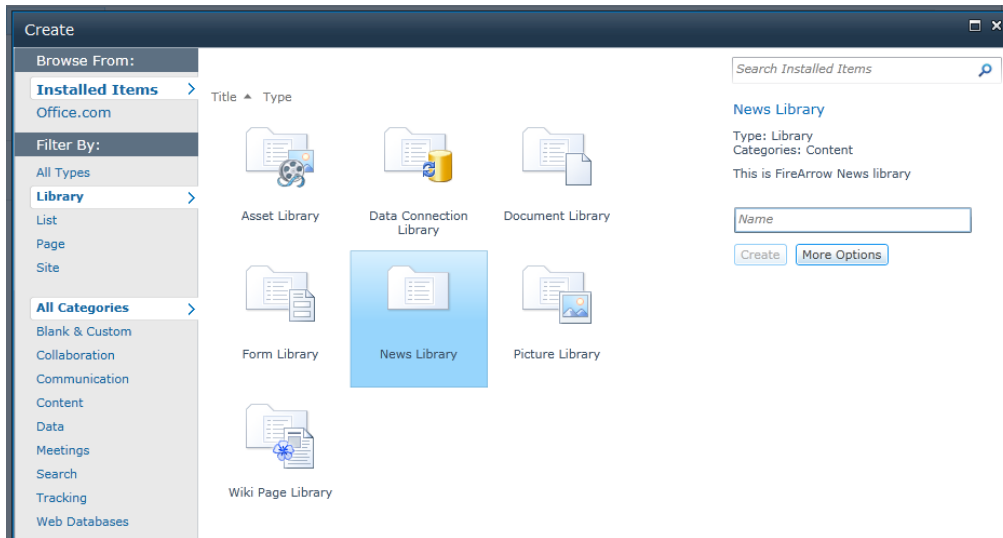 Create
Browse From:
Installed Items
Office.com
Filter By:
All Types
Library
List
Page
Site
All Categories
Blank & Custom
Collaboration
Communication
Content
Data
Meetings
Search
Tracking
Web Databases
Title Type
Asset Library
Data Connection
Library
Document Library
Form Library
News Library
Picture Library
Wiki Page Library
Search Installed Items
News Library
Type: Library
Categories: Content
This is FireArrow News library
Name
Create More Options